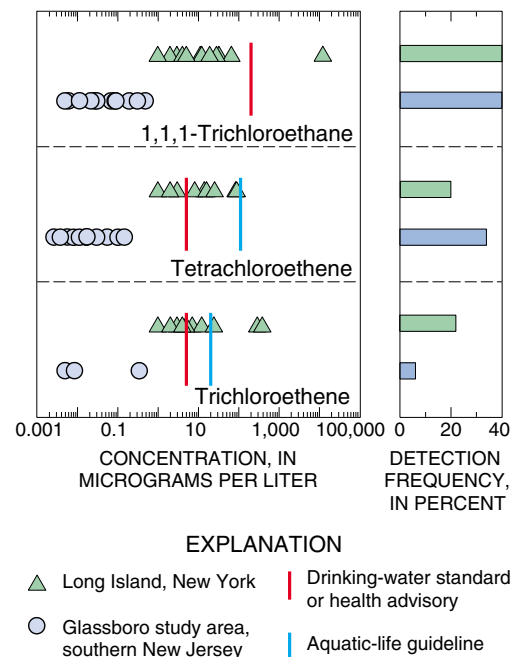 1,1,1-Trichloroethane
Tetrachloroethene
Trichloroethene
0.001 0.1 10 1,000 100,000
CONCENTRATION, IN
MICROGRAMS PER LITER
0 20 40
DETECTION
FREQUENCY,
IN PERCENT
EXPLANATION
Long Island, New York
Glassboro study area,
southern New Jersey
Drinking-water standard
or health advisory
Aquatic-life guideline